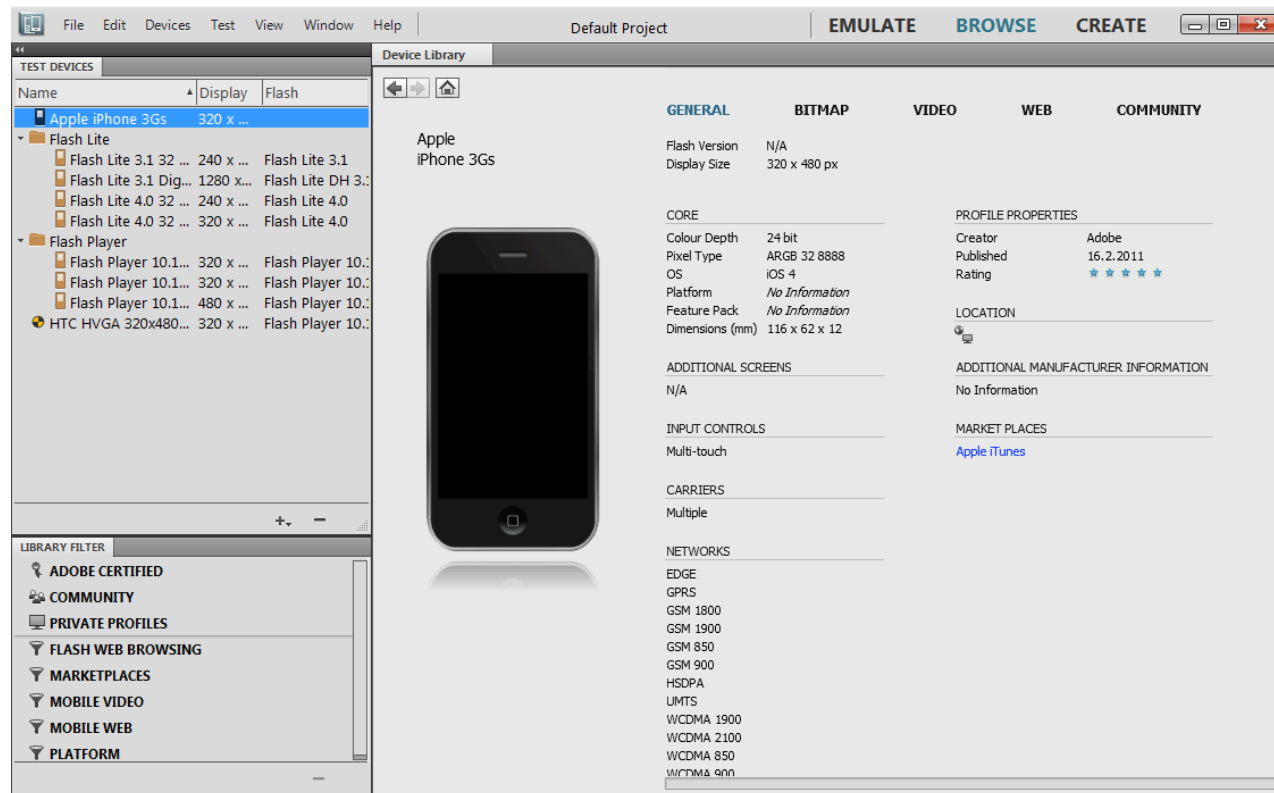 File Edit Devices Test View Window Help Default Project EMULATE BROWSE CREATE
TEST DEVICES
Name Display Flash
Apple iPhone 3Gs 320 x ...
Flash Lite
Flash Lite 3.1 32 ... 240 x ... Flash Lite 3.1
Flash Lite 3.1 Dig... 1280 x... Flash Lite DH 3.:
Flash Lite 4.0 32 ... 240 x ... Flash Lite 4.0
Flash Lite 4.0 32 ... 320 x ... Flash Lite 4.0
Flash Player
Flash Player 10.1... 320 x ... Flash Player 10.:
Flash Player 10.1... 320 x ... Flash Player 10.:
Flash Player 10.1... 480 x ... Flash Player 10.:
HTC HVGA 320x480... 320 x ... Flash Player 10.:
LIBRARY FILTER
ADOBE CERTIFIED
COMMUNITY
PRIVATE PROFILES
FLASH WEB BROWSING
MARKETPLACES
MOBILE VIDEO
MOBILE WEB
PLATFORM
Device Library
Apple
iPhone 3Gs
GENERAL BITMAP VIDEO WEB COMMUNITY
Flash Version N/A
Display Size 320 x 480 px
CORE
Colour Depth 24 bit
Pixel Type ARGB 32 8888
OS iOS 4
Platform No Information
Feature Pack No Information
Dimensions (mm) 116 x 62 x 12
ADDITIONAL SCREENS
N/A
INPUT CONTROLS
Multi-touch
CARRIERS
Multiple
NETWORKS
EDGE
GPRS
GSM 1800
GSM 1900
GSM 850
GSM 900
HSDPA
UMTS
WCDMA 1900
WCDMA 2100
WCDMA 850
WCDMA 900
PROFILE PROPERTIES
Creator Adobe
Published 16.2.2011
Rating
LOCATION
ADDITIONAL MANUFACTURER INFORMATION
No Information
MARKET PLACES
Apple iTunes